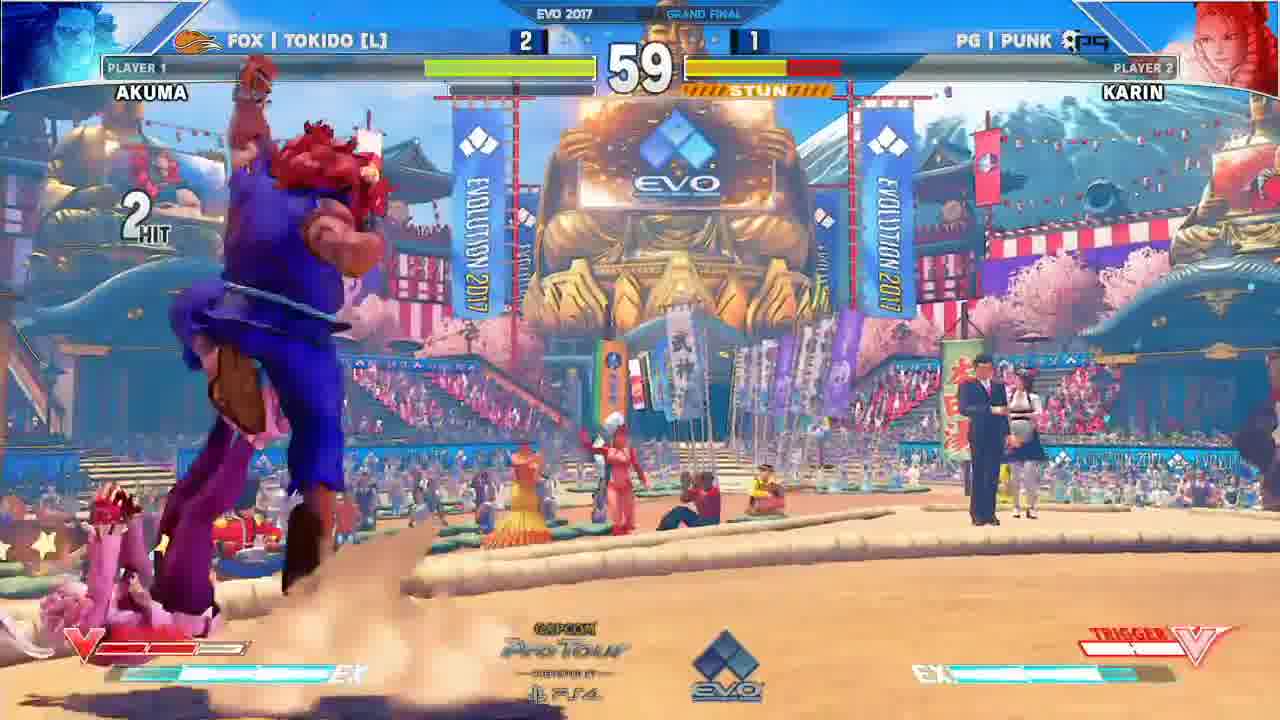 EVO 2017 GRAND FINAL
FOX | TOKIDO [L] 2 59 1 PG | PUNK
PLAYER 1 PLAYER 2
AKUMA STUN KARIN
EVO
EVOLUTION 2017
EVOLUTION 2017
2 HIT
TRIGGER
EX
EX
CAPCOM
Pro Tour
PS4
EVO